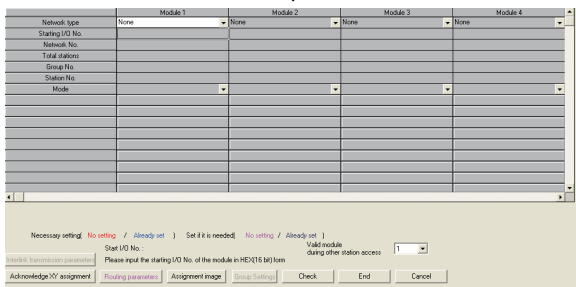 Module 1 Module 2 Module 3 Module 4
Network type None None None None
Starting I/O No.
Network No.
Total stations
Group No.
Station No.
Mode
Necessary setting( No setting / Already set ) Set if it is needed( No setting / Already set )
Start I/O No. :
Valid module
during other station access
1
Interlink transmission parameters
Please input the starting I/O No. of the module in HEX(16 bit) form
Acknowledge XY assignment Routing parameters Assignment image Group Settings Check End Cancel